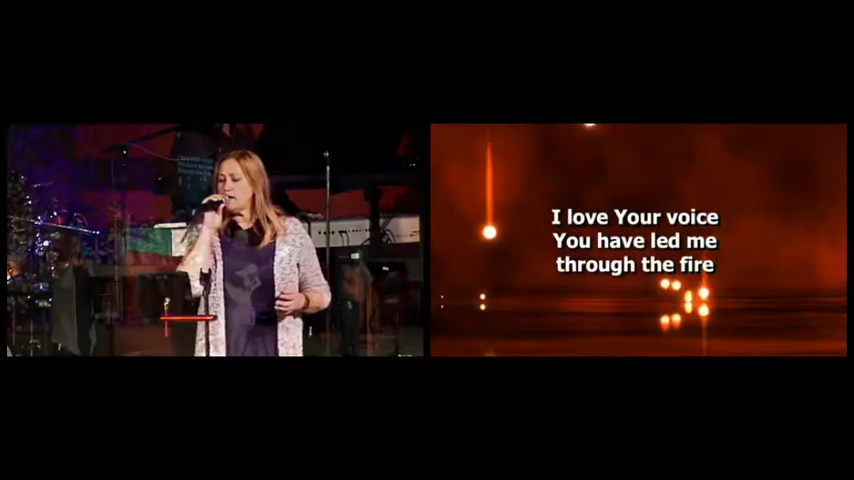 I love Your voice
You have led me
through the fire